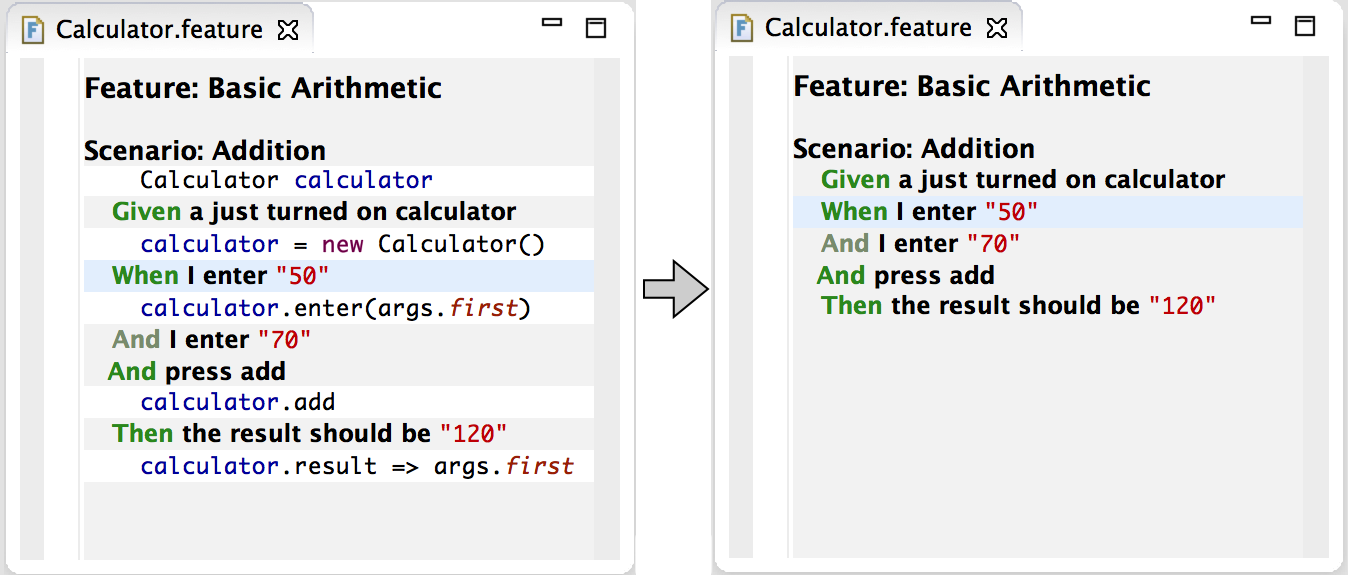 Calculator.feature
Feature: Basic Arithmetic
Scenario: Addition
Calculator calculator
Given a just turned on calculator
calculator = new Calculator()
When I enter "50"
calculator.enter(args.first)
And I enter "70"
And press add
calculator.add
Then the result should be "120"
calculator.result => args.first
Calculator.feature
Feature: Basic Arithmetic
Scenario: Addition
Given a just turned on calculator
When I enter "50"
And I enter "70"
And press add
Then the result should be "120"